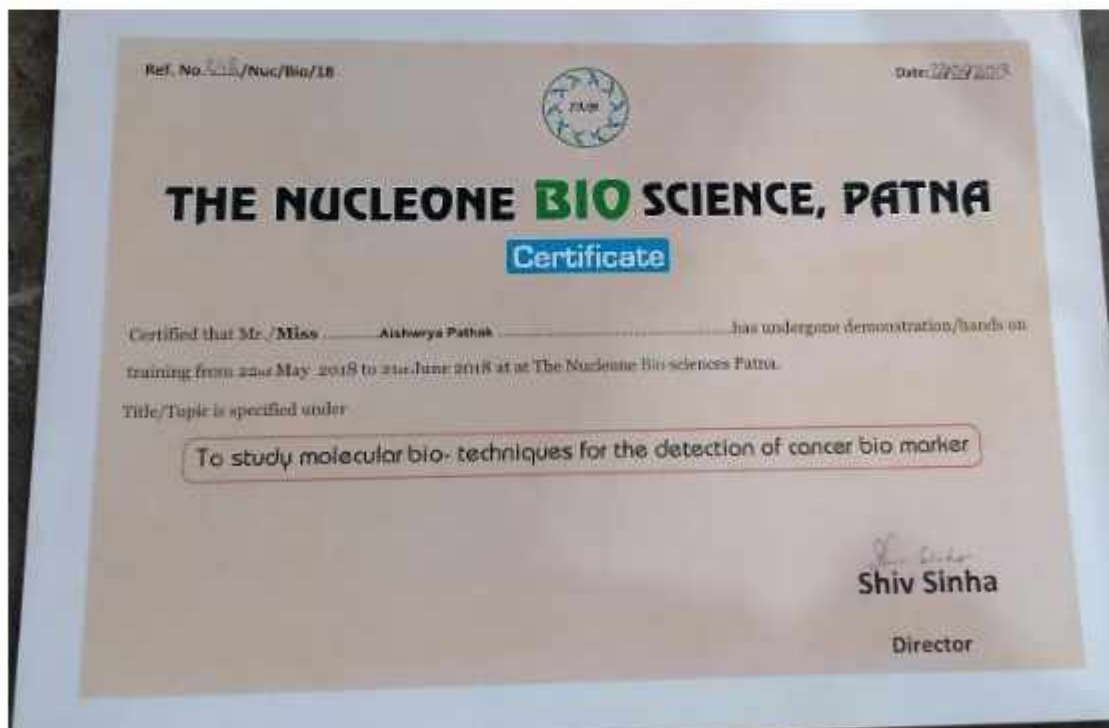 Ref. No. /Nuc/Bio/18
Date:
THE NUCLEONE BIO SCIENCE, PATNA
Certificate
Certified that Mr./Miss ............ Aishwarya Pathak ............................................. has undergone demonstration/hands on
training from 22nd May 2018 to 21st June 2018 at at The Nucleone Bio-sciences Patna.
Title/Topic is specified under
To study molecular bio- techniques for the detection of cancer bio marker
Shiv Sinha
Director